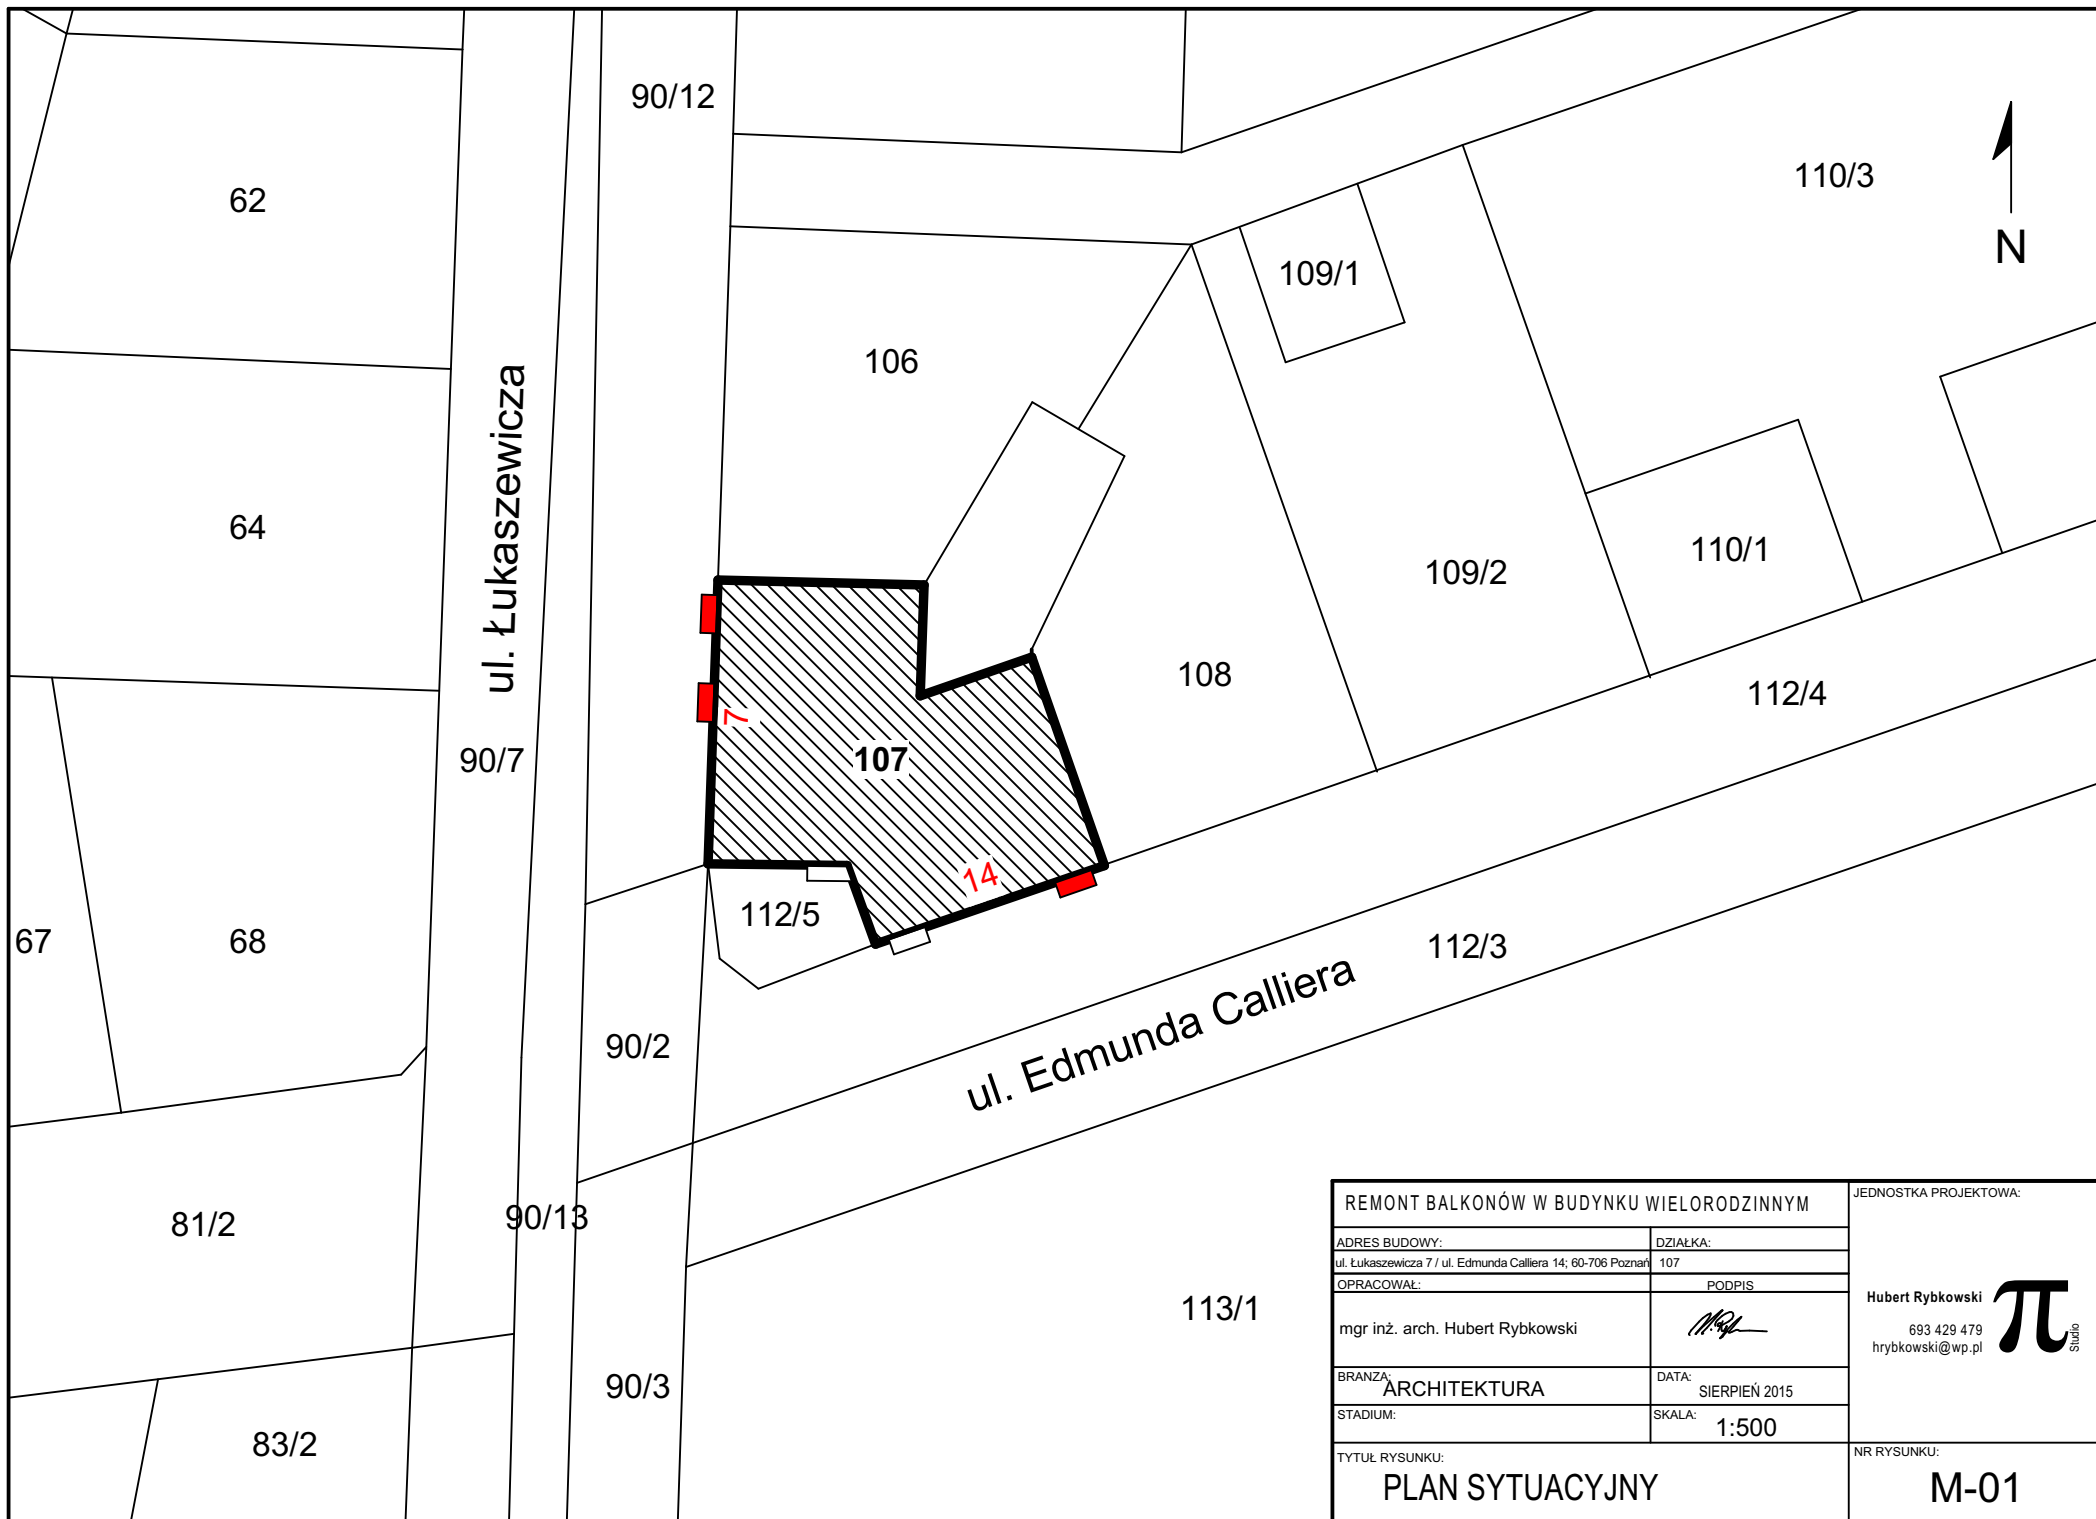 90/12
62
110/3
N
109/1
106
ul. Łukaszewicza
64
110/1
109/2
108
112/4
7
107
90/7
14
112/5
67
68
112/3
ul. Edmunda Calliera
90/2
81/2
90/13
113/1
90/3
83/2
REMONT BALKONÓW W BUDYNKU WIELORODZINNYM
ADRES BUDOWY:
DZIAŁKA:
ul. Łukaszewicza 7 / ul. Edmunda Calliera 14; 60-706 Poznań
107
OPRACOWAŁ:
PODPIS
mgr inż. arch. Hubert Rybkowski
BRANZA:
ARCHITEKTURA
DATA:
SIERPIEŃ 2015
STADIUM:
SKALA:
1:500
TYTUŁ RYSUNKU:
PLAN SYTUACYJNY
JEDNOSTKA PROJEKTOWA:
Hubert Rybkowski
693 429 479
hrybkowski@wp.pl
π
Studio
NR RYSUNKU:
M-01